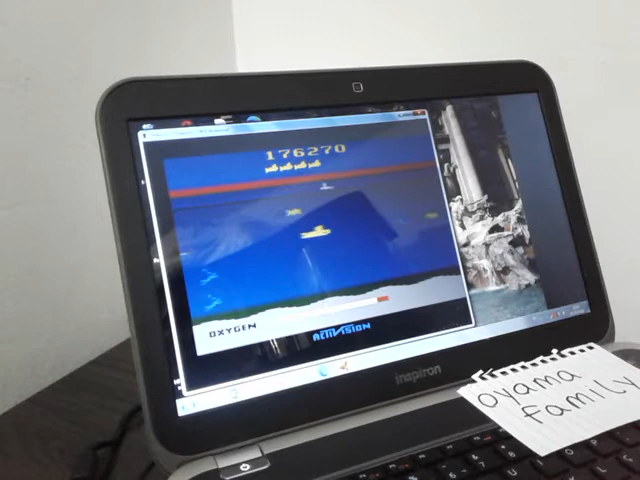 176270
OXYGEN
ACTIVISION
inspiron
oyama
family